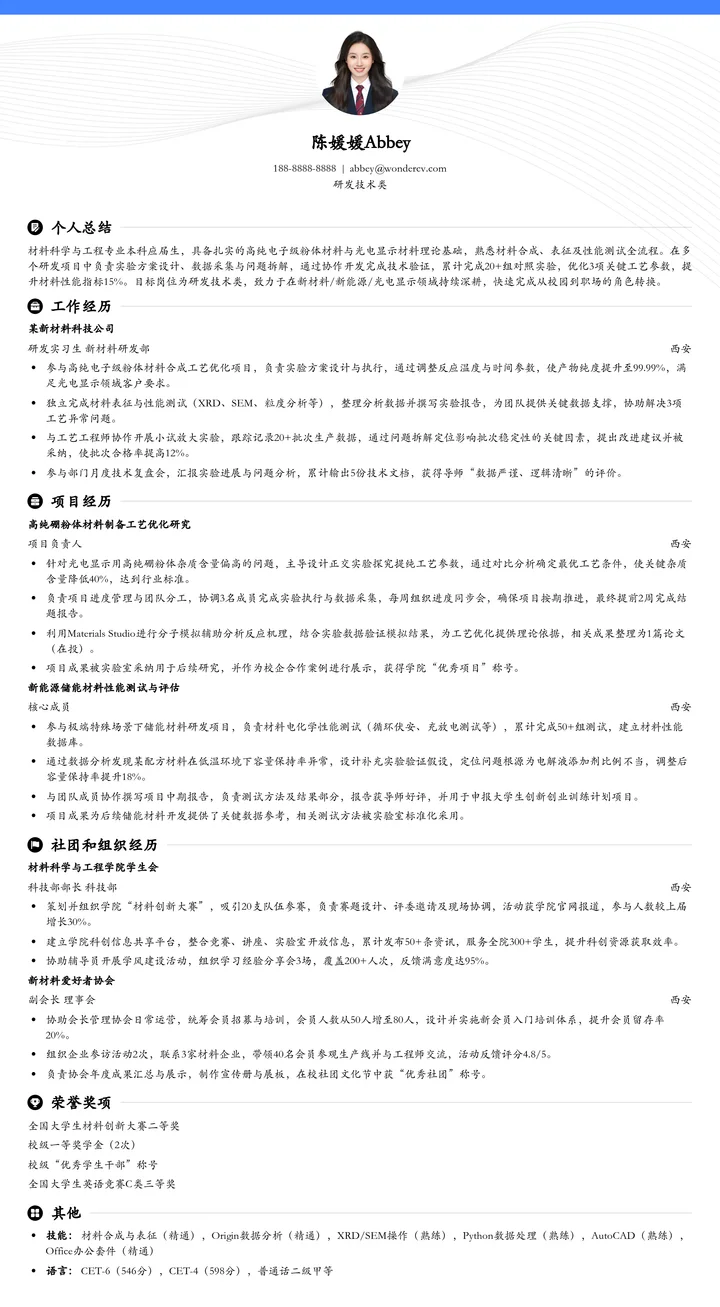 陈媛媛Abbey
188-8888-8888 | abbey@wondercv.com
研发技术类
个人总结
材料科学与工程专业本科应届生，具备扎实的高纯电子级粉体材料与光电显示材料理论基础，熟悉材料合成、表征及性能测试全流程。在多
个研发项目中负责实验方案设计、数据采集与问题拆解，通过协作开发完成技术验证，累计完成20+组对照实验，优化3项关键工艺参数，提
升材料性能指标15%。目标岗位为研发技术类，致力于在新材料/新能源/光电显示领域持续深耕，快速完成从校园到职场的角色转换。
工作经历
某新材料科技公司
研发实习生 新材料研发部 西安
• 参与高纯电子级粉体材料合成工艺优化项目，负责实验方案设计与执行，通过调整反应温度与时间参数，使产物纯度提升至99.99%，满
足光电显示领域客户要求。
• 独立完成材料表征与性能测试（XRD、SEM、粒度分析等），整理分析数据并撰写实验报告，为团队提供关键数据支撑，协助解决3项
工艺异常问题。
• 与工艺工程师协作开展小试放大实验，跟踪记录20+批次生产数据，通过问题拆解定位影响批次稳定性的关键因素，提出改进建议并被
采纳，使批次合格率提高12%。
• 参与部门月度技术复盘会，汇报实验进展与问题分析，累计输出5份技术文档，获得导师“数据严谨、逻辑清晰”的评价。
项目经历
高纯硼粉体材料制备工艺优化研究
项目负责人 西安
• 针对光电显示用高纯硼粉体杂质含量偏高的问题，主导设计正交实验探究提纯工艺参数，通过对比分析确定最优工艺条件，使关键杂质
含量降低40%，达到行业标准。
• 负责项目进度管理与团队分工，协调3名成员完成实验执行与数据采集，每周组织进度同步会，确保项目按期推进，最终提前2周完成结
题报告。
• 利用Materials Studio进行分子模拟辅助分析反应机理，结合实验数据验证模拟结果，为工艺优化提供理论依据，相关成果整理为1篇论文
（在投）。
• 项目成果被实验室采纳用于后续研究，并作为校企合作案例进行展示，获得学院“优秀项目”称号。
新能源储能材料性能测试与评估
核心成员 西安
• 参与极端特殊场景下储能材料研发项目，负责材料电化学性能测试（循环伏安、充放电测试等），累计完成50+组测试，建立材料性能
数据库。
• 通过数据分析发现某配方材料在低温环境下容量保持率异常，设计补充实验验证假设，定位问题根源为电解液添加剂比例不当，调整后
容量保持率提升18%。
• 与团队成员协作撰写项目中期报告，负责测试方法及结果部分，报告获导师好评，并用于申报大学生创新创业训练计划项目。
• 项目成果为后续储能材料开发提供了关键数据参考，相关测试方法被实验室标准化采用。
社团和组织经历
材料科学与工程学院学生会
科技部部长 科技部 西安
• 策划并组织学院“材料创新大赛”，吸引20支队伍参赛，负责赛题设计、评委邀请及现场协调，活动获学院官网报道，参与人数较上届
增长30%。
• 建立学院科创信息共享平台，整合竞赛、讲座、实验室开放信息，累计发布50+条资讯，服务全院300+学生，提升科创资源获取效率。
• 协助辅导员开展学风建设活动，组织学习经验分享会3场，覆盖200+人次，反馈满意度达95%。
新材料爱好者协会
副会长 理事会 西安
• 协助会长管理协会日常运营，统筹会员招募与培训，会员人数从50人增至80人，设计并实施新会员入门培训体系，提升会员留存率
20%。
• 组织企业参访活动2次，联系3家材料企业，带领40名会员参观生产线并与工程师交流，活动反馈评分4.8/5。
• 负责协会年度成果汇总与展示，制作宣传册与展板，在校社团文化节中获“优秀社团”称号。
荣誉奖项
全国大学生材料创新大赛二等奖
校级一等奖学金（2次）
校级“优秀学生干部”称号
全国大学生英语竞赛C类三等奖
其他
• 技能： 材料合成与表征（精通），Origin数据分析（精通），XRD/SEM操作（熟练），Python数据处理（熟练），AutoCAD（熟练），
Office办公套件（精通）
• 语言： CET-6（546分），CET-4（598分），普通话二级甲等